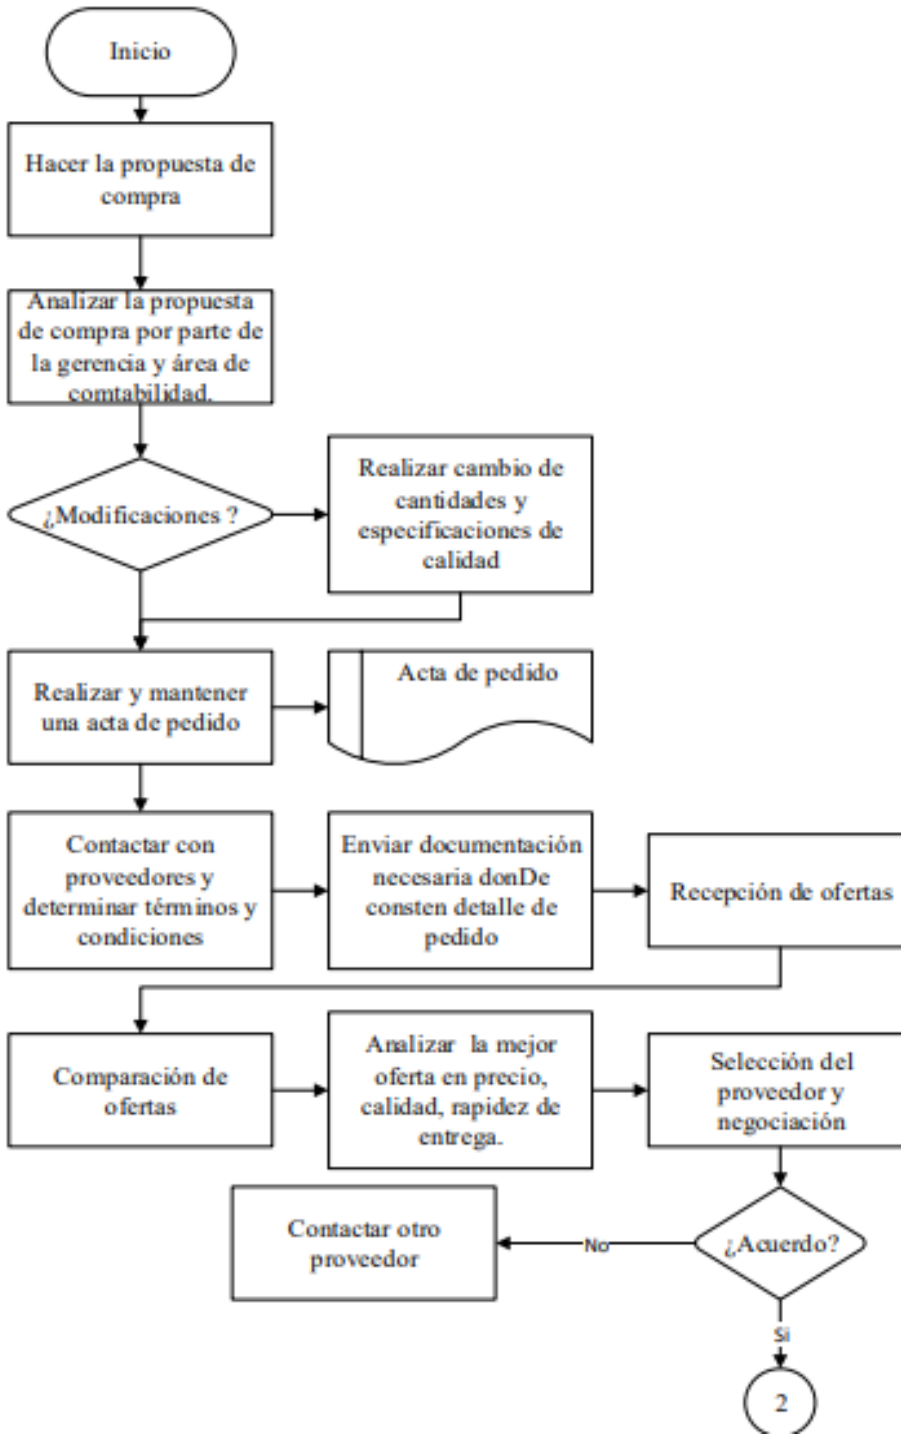 Inicio
Hacer la propuesta de
compra
Analizar la propuesta
de compra por parte de
la gerencia y área de
comtabilidad.
¿Modificaciones ?
Realizar cambio de
cantidades y
especificaciones de
calidad
Realizar y mantener
una acta de pedido
Acta de pedido
Contactar con
proveedores y
determinar términos y
condiciones
Enviar documentación
necesaria donDe
consten detalle de
pedido
Recepción de ofertas
Comparación de
ofertas
Analizar la mejor
oferta en precio,
calidad, rapidez de
entrega.
Selección del
proveedor y
negociación
Contactar otro
proveedor
No
¿Acuerdo?
Si
2